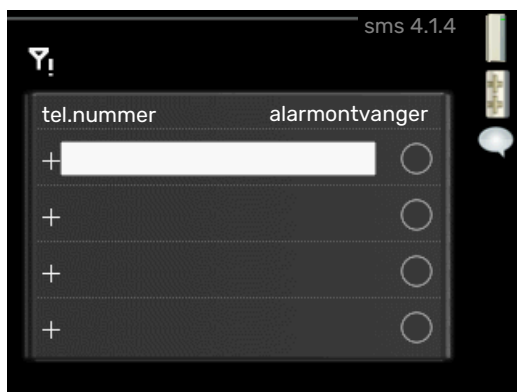 sms 4.1.4
tel.nummer alarmontvanger
+
+
+
+